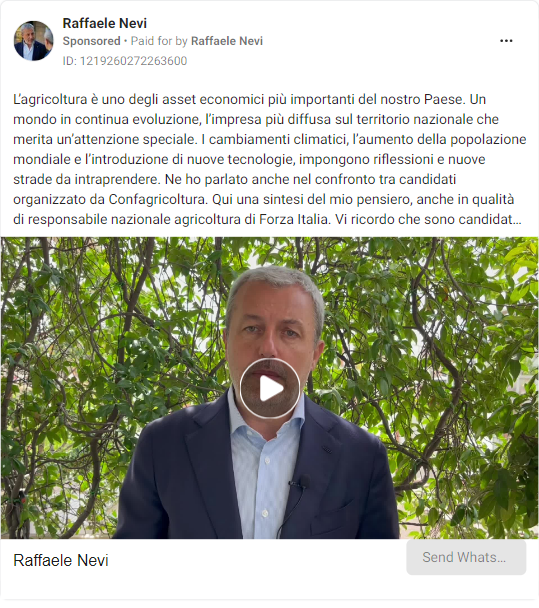 Raffaele Nevi
Sponsored • Paid for by Raffaele Nevi
ID: 1219260272263600
L'agricoltura è uno degli asset economici più importanti del nostro Paese. Un
mondo in continua evoluzione, l'impresa più diffusa sul territorio nazionale che
merita un'attenzione speciale. I cambiamenti climatici, l'aumento della popolazione
mondiale e l'introduzione di nuove tecnologie, impongono riflessioni e nuove
strade da intraprendere. Ne ho parlato anche nel confronto tra candidati
organizzato da Confagricoltura. Qui una sintesi del mio pensiero, anche in qualità
di responsabile nazionale agricoltura di Forza Italia. Vi ricordo che sono candidat...
Raffaele Nevi
Send Whats...